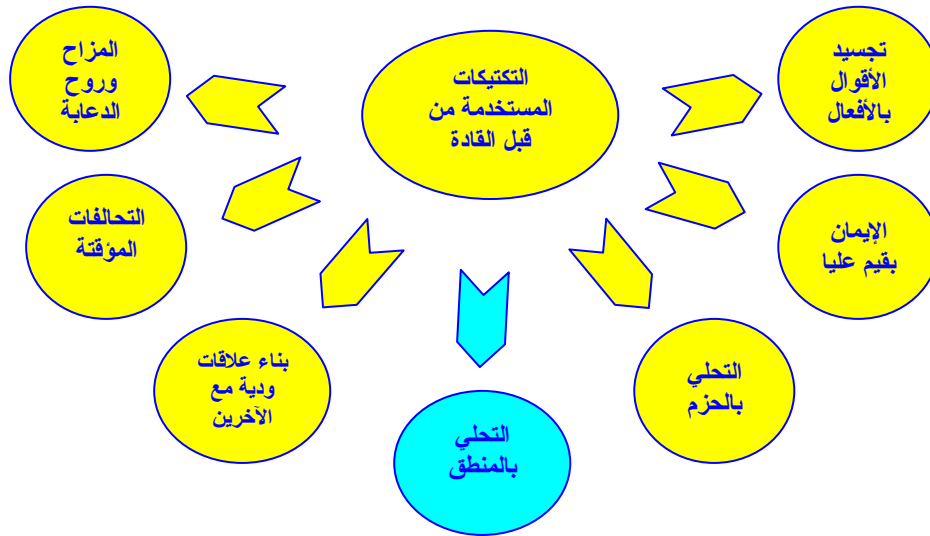 التكتيكات
المستخدمة من
قبل القادة
تجسيد
الأقوال
بالأفعال
الإيمان
بقيم عليا
التحلي
بالحزم
التحلي
بالمنطق
بناء علاقات
ودية مع
الآخرين
التحالفات
المؤقتة
المزاح
وروح
الدعابة